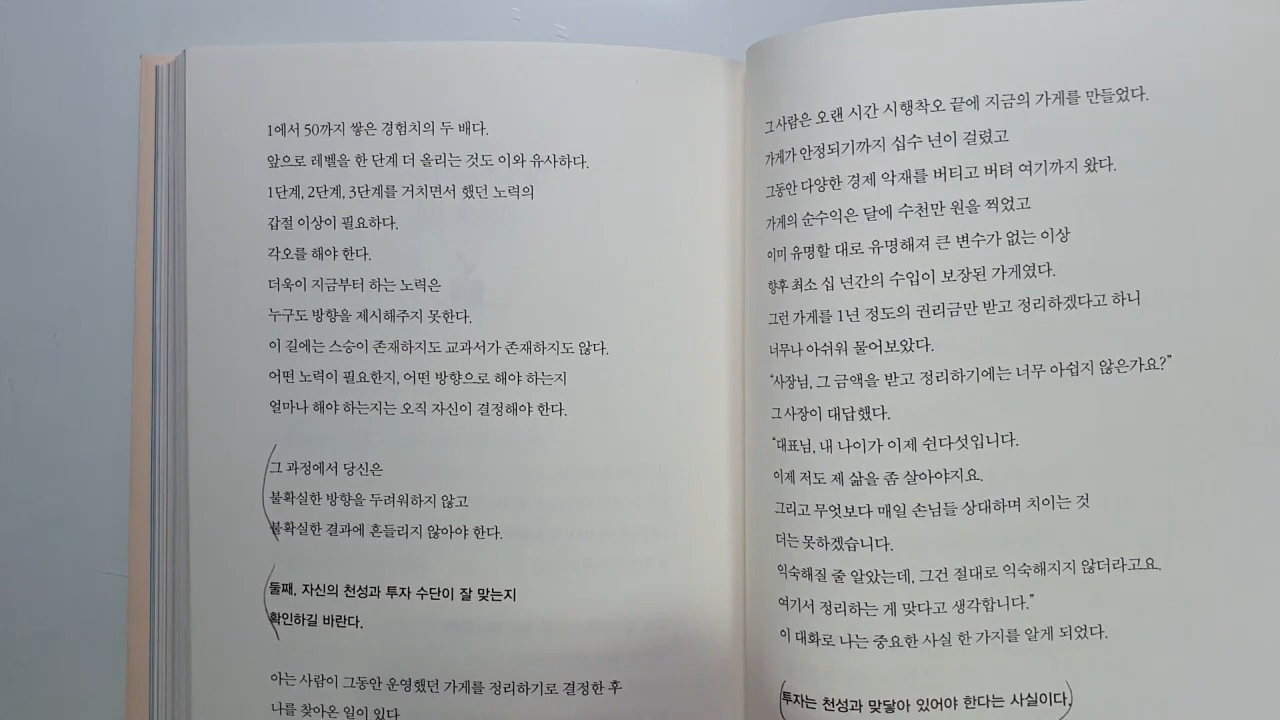 1에서 50까지 쌓은 경험치의 두 배다.
앞으로 레벨을 한 단계 더 올리는 것도 이와 유사하다.
1단계, 2단계, 3단계를 거치면서 했던 노력의
갑절 이상이 필요하다.
각오를 해야 한다.
더욱이 지금부터 하는 노력은
누구도 방향을 제시해주지 못한다.
이 길에는 스승이 존재하지도 교과서가 존재하지도 않다.
어떤 노력이 필요한지, 어떤 방향으로 해야 하는지
얼마나 해야 하는지는 오직 자신이 결정해야 한다.
그 과정에서 당신은
불확실한 방향을 두려워하지 않고
불확실한 결과에 흔들리지 않아야 한다.
둘째, 자신의 천성과 투자 수단이 잘 맞는지
확인하길 바란다.
아는 사람이 그동안 운영했던 가게를 정리하기로 결정한 후
나를 찾아온 일이 있다
그 사람은 오랜 시간 시행착오 끝에 지금의 가게를 만들었다.
가게가 안정되기까지 십수 년이 걸렸고
그동안 다양한 경제 악재를 버티고 버텨 여기까지 왔다.
가게의 순수익은 달에 수천만 원을 찍었고
이미 유명할 대로 유명해져 큰 변수가 없는 이상
향후 최소 십 년간의 수입이 보장된 가게였다.
그런 가게를 1년 정도의 권리금만 받고 정리하겠다고 하니
너무나 아쉬워 물어보았다.
"사장님, 그 금액을 받고 정리하기에는 너무 아쉽지 않은가요?"
그 사장이 대답했다.
"대표님, 내 나이가 이제 쉰다섯입니다.
이제 저도 제 삶을 좀 살아야지요.
그리고 무엇보다 매일 손님들 상대하며 치이는 것
더는 못하겠습니다.
익숙해질 줄 알았는데, 그건 절대로 익숙해지지 않더라고요.
여기서 정리하는 게 맞다고 생각합니다."
이 대화로 나는 중요한 사실 한 가지를 알게 되었다.
투자는 천성과 맞닿아 있어야 한다는 사실이다.